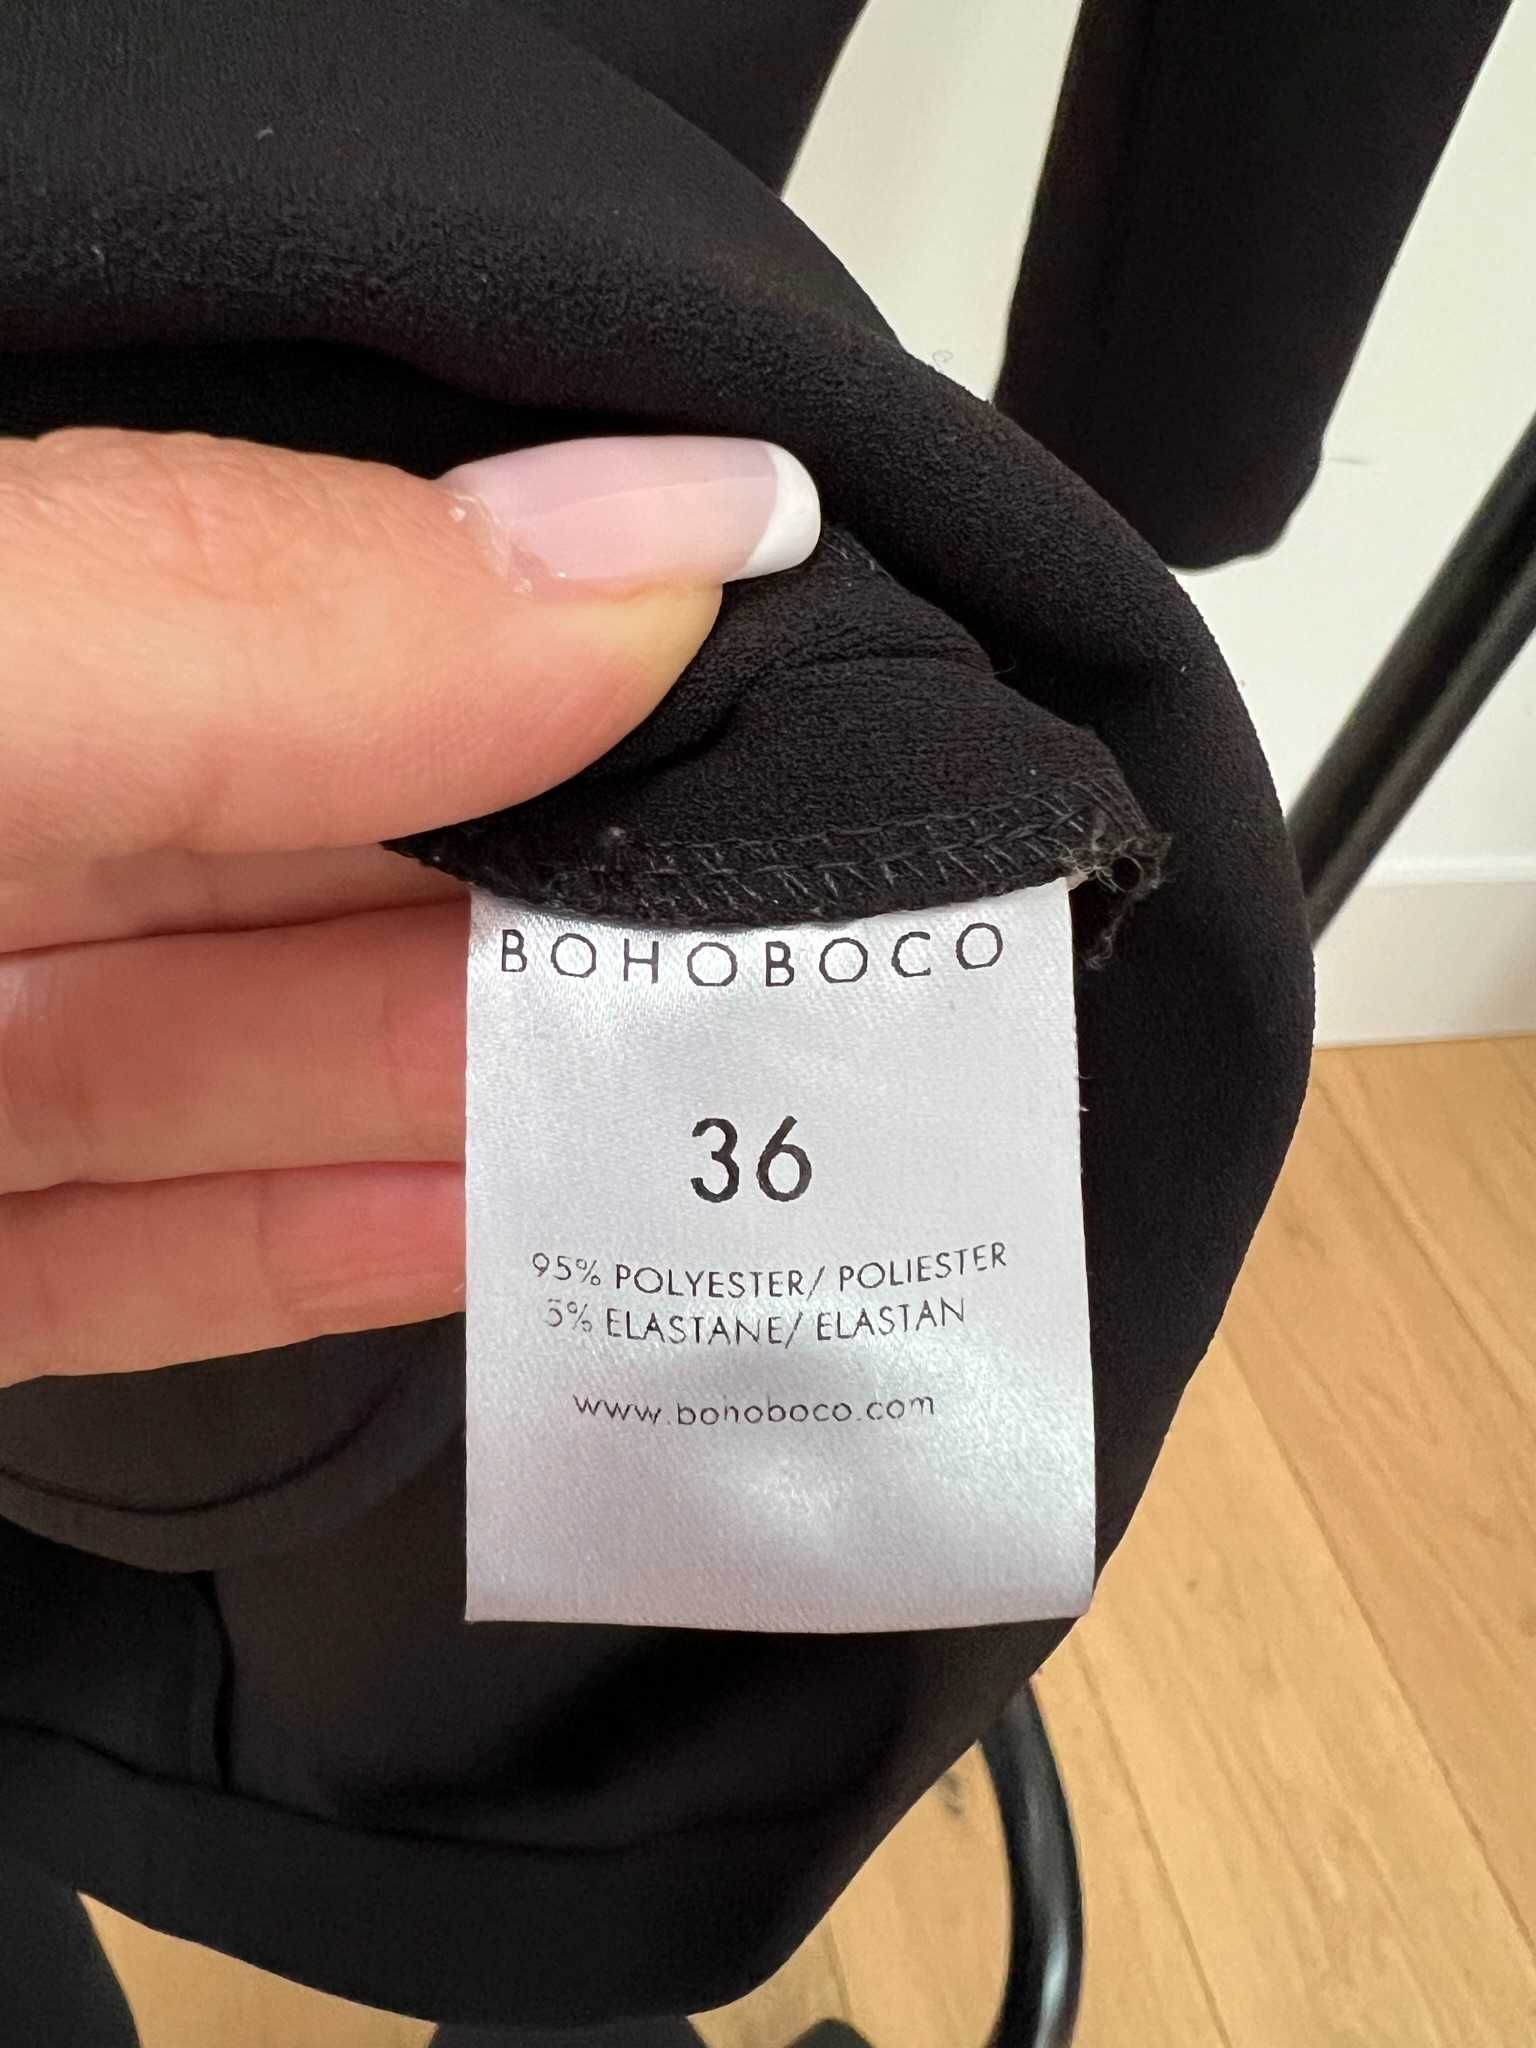 BOHOBOCO
36
95% POLYESTER/ POLIESTER
5% ELASTANE/ ELASTAN
www.bohoboco.com